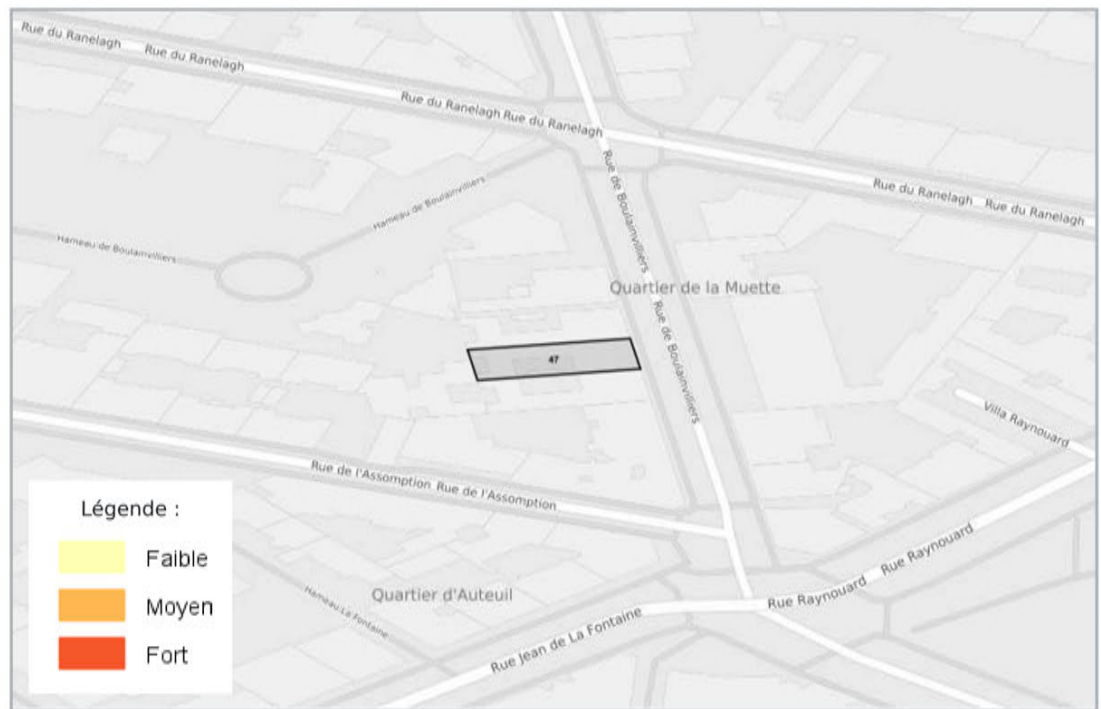 Rue du Ranelagh
Rue du Ranelagh
Rue du Ranelagh
Rue du Ranelagh
Rue de Boulainvilliers
Rue du Ranelagh
Rue du Ranelagh
Hameau de Boulainvilliers
Hameau de Boulainvilliers
Quartier de la Muette
Rue de Boulainvilliers
47
Villa Raynouard
Rue de l'Assomption
Rue de l'Assomption
Légende :
Faible
Moyen
Fort
Hameau La Fontaine
Quartier d'Auteuil
Rue Jean de La Fontaine
Rue Raynouard
Rue Raynouard